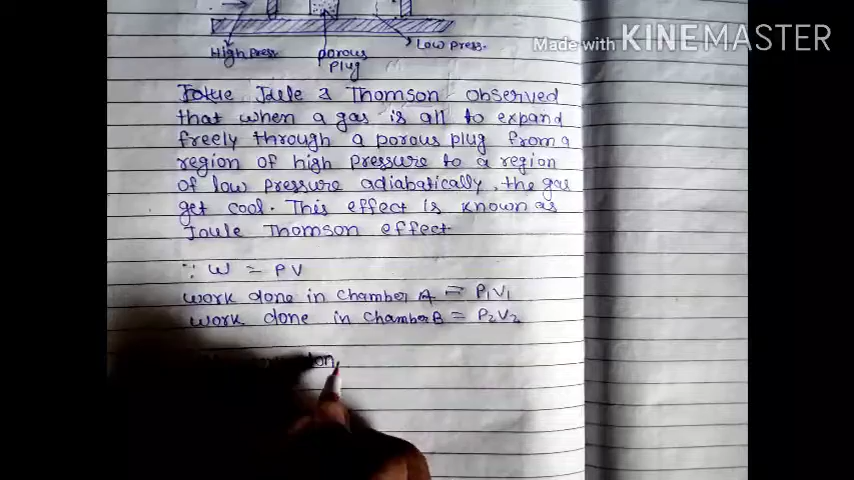 Made with KINEMASTER
High Press. porous Low Press.
Plug
Joule & Thomson observed
that when a gas is all to expand
freely through a porous plug from a
region of high pressure to a region
of low pressure adiabatically, the gas
get cool. This effect is known as
Joule Thomson effect
∵ W = PV
work done in chamber A = P₁V₁
work done in chamber B = P₂V₂